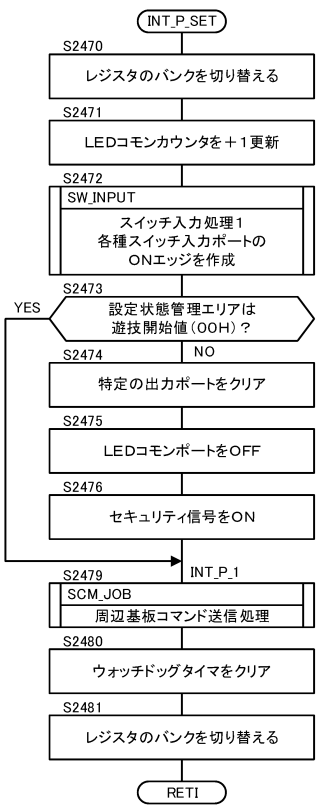 INT_P_SET
S2470
レジスタのバンクを切り替える
S2471
LEDコモンカウンタを+1更新
S2472
SW_INPUT
スイッチ入力処理1
各種スイッチ入力ポートの
ONエッジを作成
S2473
YES
設定状態管理エリアは
遊技開始値(00H)?
NO
S2474
特定の出力ポートをクリア
S2475
LEDコモンポートをOFF
S2476
セキュリティ信号をON
INT_P_1
S2479
SCM_JOB
周辺基板コマンド送信処理
S2480
ウォッチドッグタイマをクリア
S2481
レジスタのバンクを切り替える
RETI